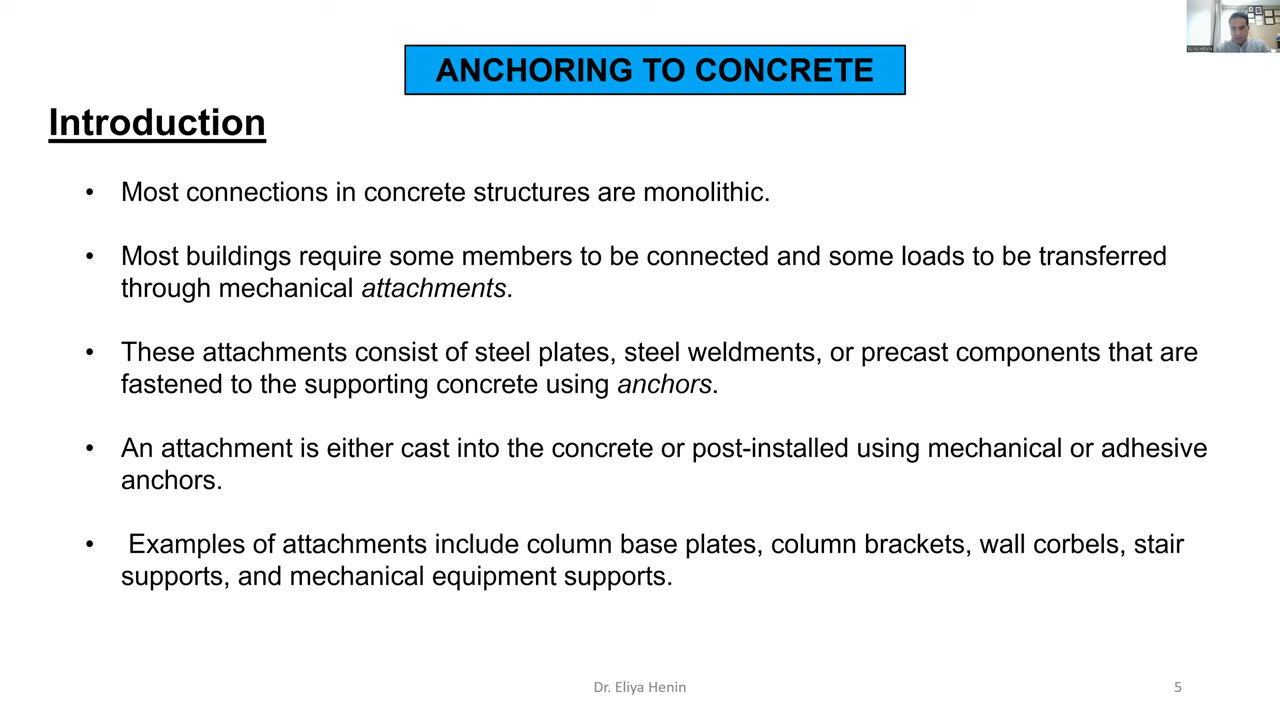 ANCHORING TO CONCRETE
Introduction
• Most connections in concrete structures are monolithic.
• Most buildings require some members to be connected and some loads to be transferred
through mechanical attachments.
• These attachments consist of steel plates, steel weldments, or precast components that are
fastened to the supporting concrete using anchors.
• An attachment is either cast into the concrete or post-installed using mechanical or adhesive
anchors.
• Examples of attachments include column base plates, column brackets, wall corbels, stair
supports, and mechanical equipment supports.
Dr. Eliya Henin
5